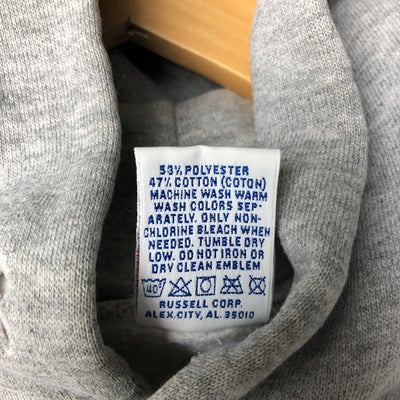 53% POLYESTER
47% COTTON (COTON)
MACHINE WASH WARM
WASH COLORS SEP-
ARATELY. ONLY NON-
CHLORINE BLEACH WHEN
NEEDED. TUMBLE DRY
LOW. DO NOT IRON OR
DRY CLEAN EMBLEM
40°
RUSSELL CORP.
ALEX. CITY, AL. 35010